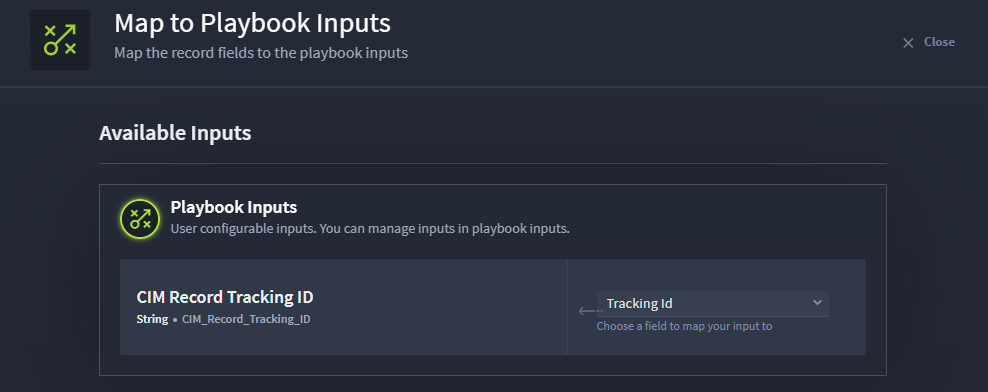 Map to Playbook Inputs
Map the record fields to the playbook inputs
Close
Available Inputs
Playbook Inputs
User configurable inputs. You can manage inputs in playbook inputs.
CIM Record Tracking ID
String • CIM_Record_Tracking_ID
Tracking Id
Choose a field to map your input to